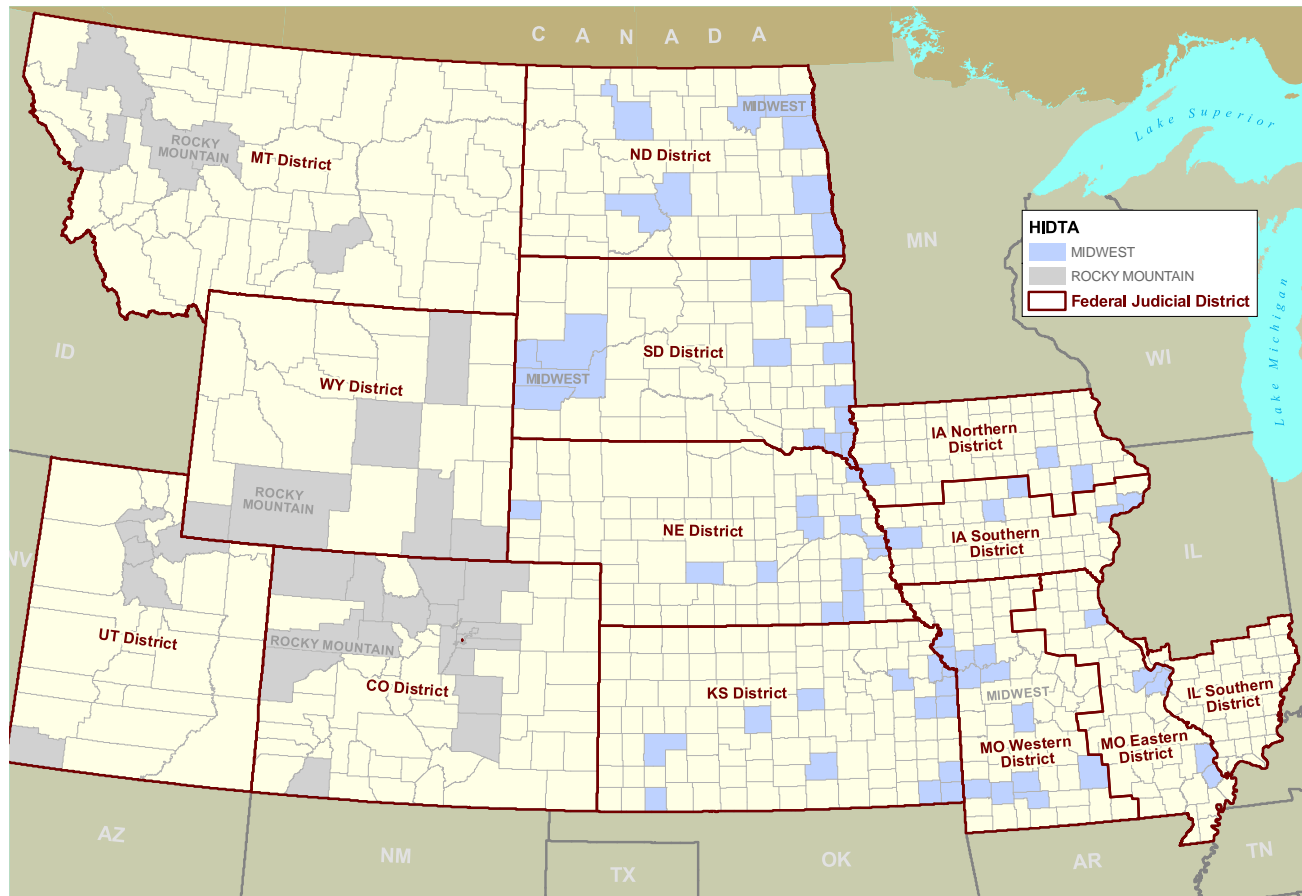 CANADA
MIDWEST
ROCKY
MOUNTAIN
MT District
ND District
Lake Superior
MN
HIDTA
MIDWEST
ROCKY MOUNTAIN
Federal Judicial District
Lake Michigan
ID
WI
SD District
MIDWEST
WY District
IA Northern
District
ROCKY
MOUNTAIN
NE District
IA Southern
District
NV
IL
UT District
ROCKY MOUNTAIN
CO District
KS District
MIDWEST
IL Southern
District
MO Western
District
MO Eastern
District
AZ
NM
TX
OK
AR
TN